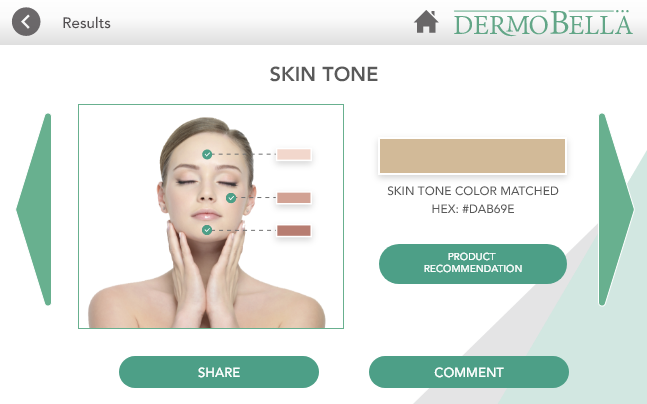 Results
DERMOBELLA
SKIN TONE
SKIN TONE COLOR MATCHED
HEX: #DAB69E
PRODUCT
RECOMMENDATION
SHARE
COMMENT